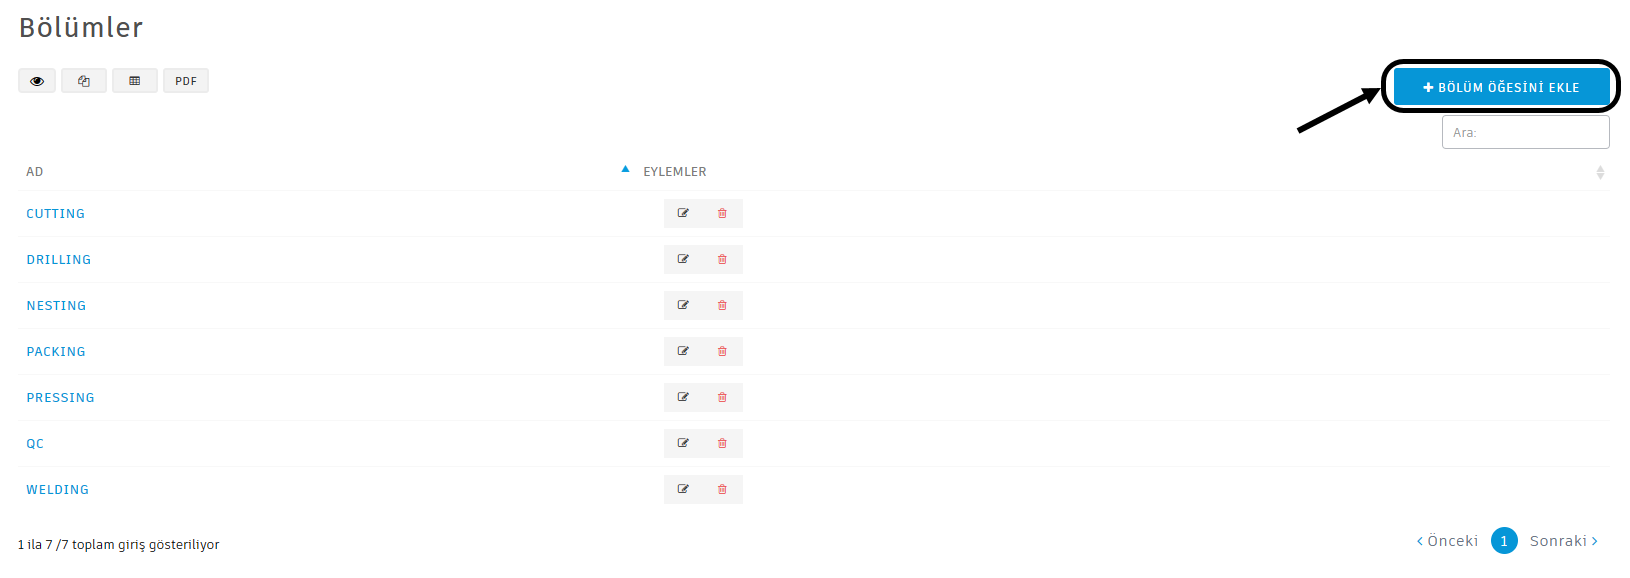 Bölümler
PDF
BÖLÜM ÖĞESİNİ EKLE
Ara:
AD EYLEMLER
CUTTING
DRILLING
NESTING
PACKING
PRESSING
QC
WELDING
1 ila 7 /7 toplam giriş gösteriliyor
Önceki 1 Sonraki